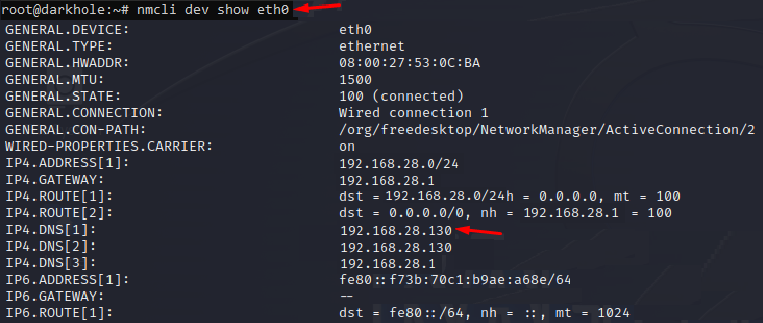 root@darkhole:~# nmcli dev show eth0
GENERAL.DEVICE: eth0
GENERAL.TYPE: ethernet
GENERAL.HWADDR: 08:00:27:53:0C:BA
GENERAL.MTU: 1500
GENERAL.STATE: 100 (connected)
GENERAL.CONNECTION: Wired connection 1
GENERAL.CON-PATH: /org/freedesktop/NetworkManager/ActiveConnection/2
WIRED-PROPERTIES.CARRIER: on
IP4.ADDRESS[1]: 192.168.28.0/24
IP4.GATEWAY: 192.168.28.1
IP4.ROUTE[1]: dst = 192.168.28.0/24h = 0.0.0.0, mt = 100
IP4.ROUTE[2]: dst = 0.0.0.0/0, nh = 192.168.28.1 = 100
IP4.DNS[1]: 192.168.28.130
IP4.DNS[2]: 192.168.28.130
IP4.DNS[3]: 192.168.28.1
IP6.ADDRESS[1]: fe80::f73b:70c1:b9ae:a68e/64
IP6.GATEWAY: --
IP6.ROUTE[1]: dst = fe80::/64, nh = ::, mt = 1024